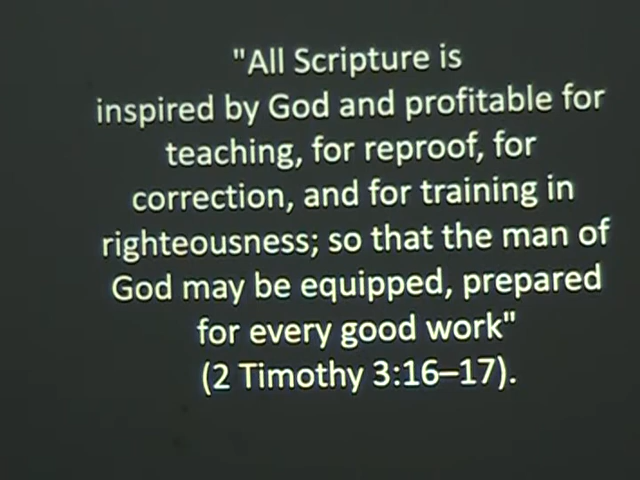 "All Scripture is
inspired by God and profitable for
teaching, for reproof, for
correction, and for training in
righteousness; so that the man of
God may be equipped, prepared
for every good work"
(2 Timothy 3:16–17).